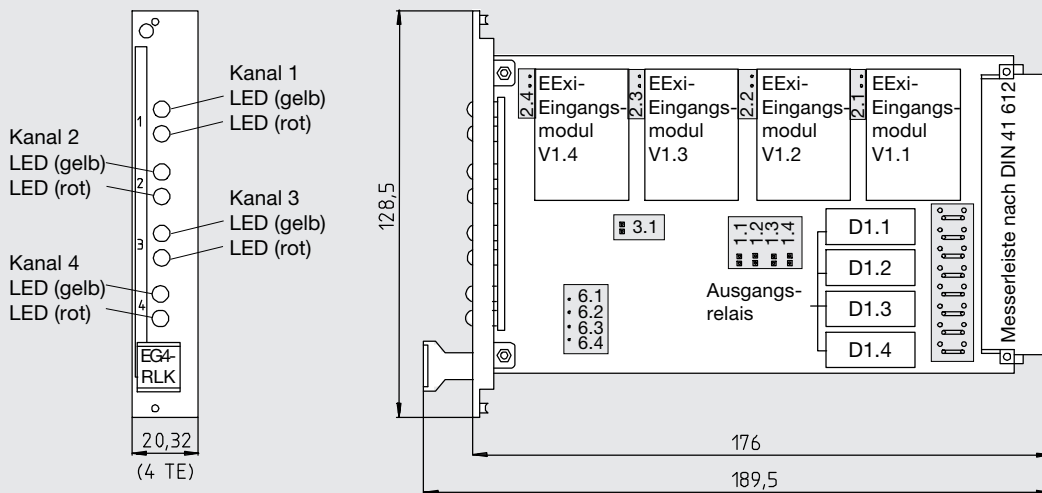 Kanal 1
LED (gelb)
LED (rot)
Kanal 2
LED (gelb)
LED (rot)
Kanal 3
LED (gelb)
LED (rot)
Kanal 4
LED (gelb)
LED (rot)
1
2
3
4
EG4-
RLK
20,32
(4 TE)
128,5
2.4
EExi-
Eingangs-
modul
V1.4
2.3
EExi-
Eingangs-
modul
V1.3
2.2
EExi-
Eingangs-
modul
V1.2
2.1
EExi-
Eingangs-
modul
V1.1
3.1
1.1
1.2
1.3
1.4
6.1
6.2
6.3
6.4
Ausgangs-
relais
D1.1
D1.2
D1.3
D1.4
Messerleiste nach DIN 41 612
176
189,5